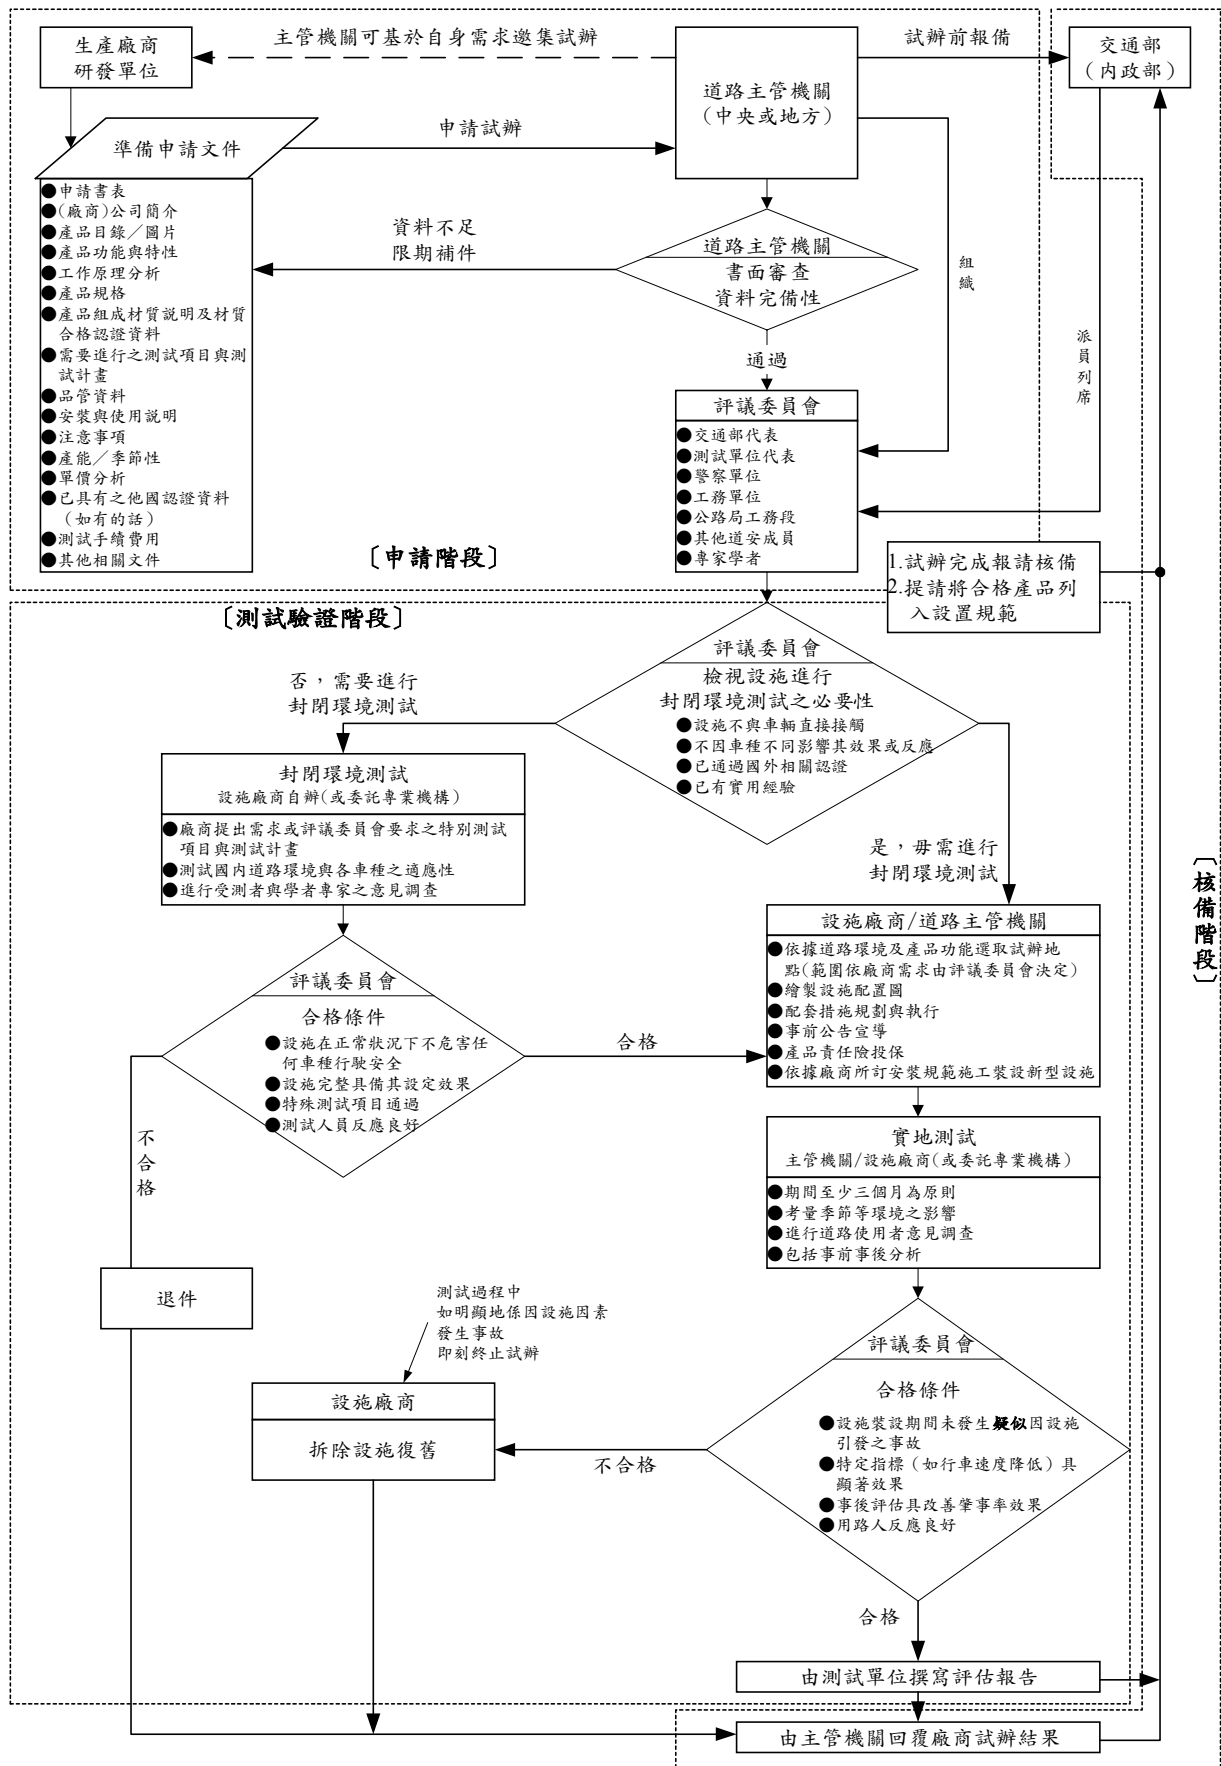 生產廠商
研發單位
主管機關可基於自身需求邀集試辦
道路主管機關
(中央或地方)
試辦前報備
交通部
(內政部)
準備申請文件
申請試辦
●申請書表
●(廠商)公司簡介
●產品目錄／圖片
●產品功能與特性
●工作原理分析
●產品規格
●產品組成材質說明及材質
合格認證資料
●需要進行之測試項目與測
試計畫
●品管資料
●安裝與使用說明
●注意事項
●產能／季節性
●單價分析
●已具有之他國認證資料
（如有的話）
●測試手續費用
●其他相關文件
資料不足
限期補件
道路主管機關
書面審查
資料完備性
組織
派員列席
通過
評議委員會
●交通部代表
●測試單位代表
●警察單位
●工務單位
●公路局工務段
●其他道安成員
●專家學者
〔申請階段〕
1.試辦完成報請核備
2.提請將合格產品列
入設置規範
〔測試驗證階段〕
評議委員會
檢視設施進行
封閉環境測試之必要性
●設施不與車輛直接接觸
●不因車種不同影響其效果或反應
●已通過國外相關認證
●已有實用經驗
否，需要進行
封閉環境測試
封閉環境測試
設施廠商自辦(或委託專業機構)
●廠商提出需求或評議委員會要求之特別測試
項目與測試計畫
●測試國內道路環境與各車種之適應性
●進行受測者與學者專家之意見調查
是，毋需進行
封閉環境測試
〔核備階段〕
設施廠商/道路主管機關
●依據道路環境及產品功能選取試辦地
點(範圍依廠商需求由評議委員會決定)
●繪製設施配置圖
●配套措施規劃與執行
●事前公告宣導
●產品責任險投保
●依據廠商所訂安裝規範施工裝設新型設施
評議委員會
合格條件
●設施在正常狀況下不危害任
何車種行駛安全
●設施完整具備其設定效果
●特殊測試項目通過
●測試人員反應良好
合格
不合格
實地測試
主管機關/設施廠商(或委託專業機構)
●期間至少三個月為原則
●考量季節等環境之影響
●進行道路使用者意見調查
●包括事前事後分析
退件
測試過程中
如明顯地係因設施因素
發生事故
即刻終止試辦
設施廠商
拆除設施復舊
不合格
評議委員會
合格條件
●設施裝設期間未發生疑似因設施
引發之事故
●特定指標（如行車速度降低）具
顯著效果
●事後評估具改善肇事率效果
●用路人反應良好
合格
由測試單位撰寫評估報告
由主管機關回覆廠商試辦結果